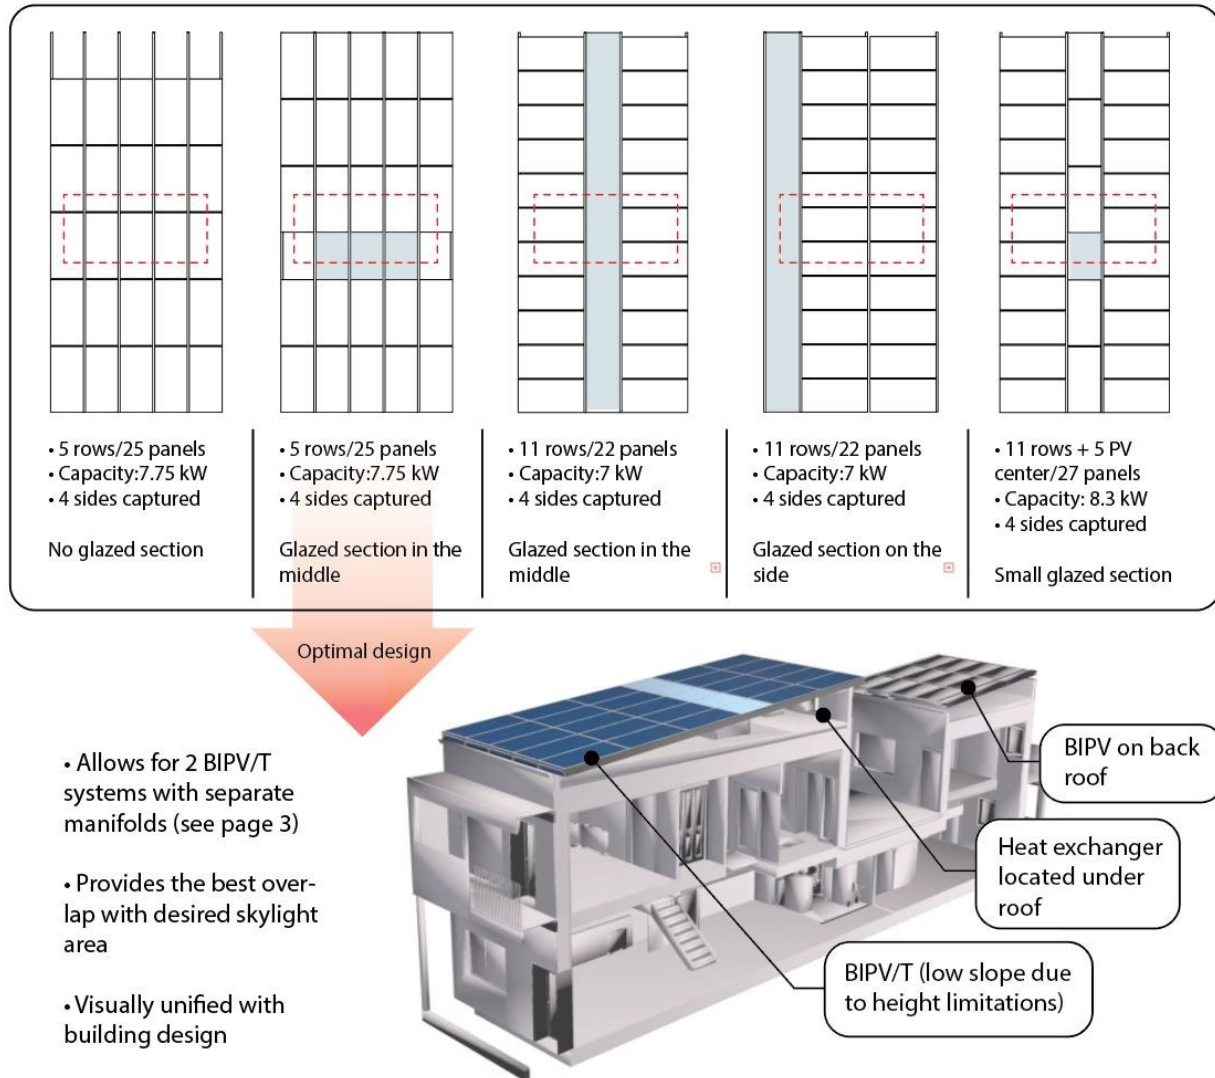 • 5 rows/25 panels
• Capacity:7.75 kW
• 4 sides captured
No glazed section
• 5 rows/25 panels
• Capacity:7.75 kW
• 4 sides captured
Glazed section in the
middle
• 11 rows/22 panels
• Capacity:7 kW
• 4 sides captured
Glazed section in the
middle
• 11 rows/22 panels
• Capacity:7 kW
• 4 sides captured
Glazed section on the
side
• 11 rows + 5 PV
center/27 panels
• Capacity: 8.3 kW
• 4 sides captured
Small glazed section
Optimal design
• Allows for 2 BIPV/T
systems with separate
manifolds (see page 3)
• Provides the best over-
lap with desired skylight
area
• Visually unified with
building design
BIPV on back
roof
Heat exchanger
located under
roof
BIPV/T (low slope due
to height limitations)